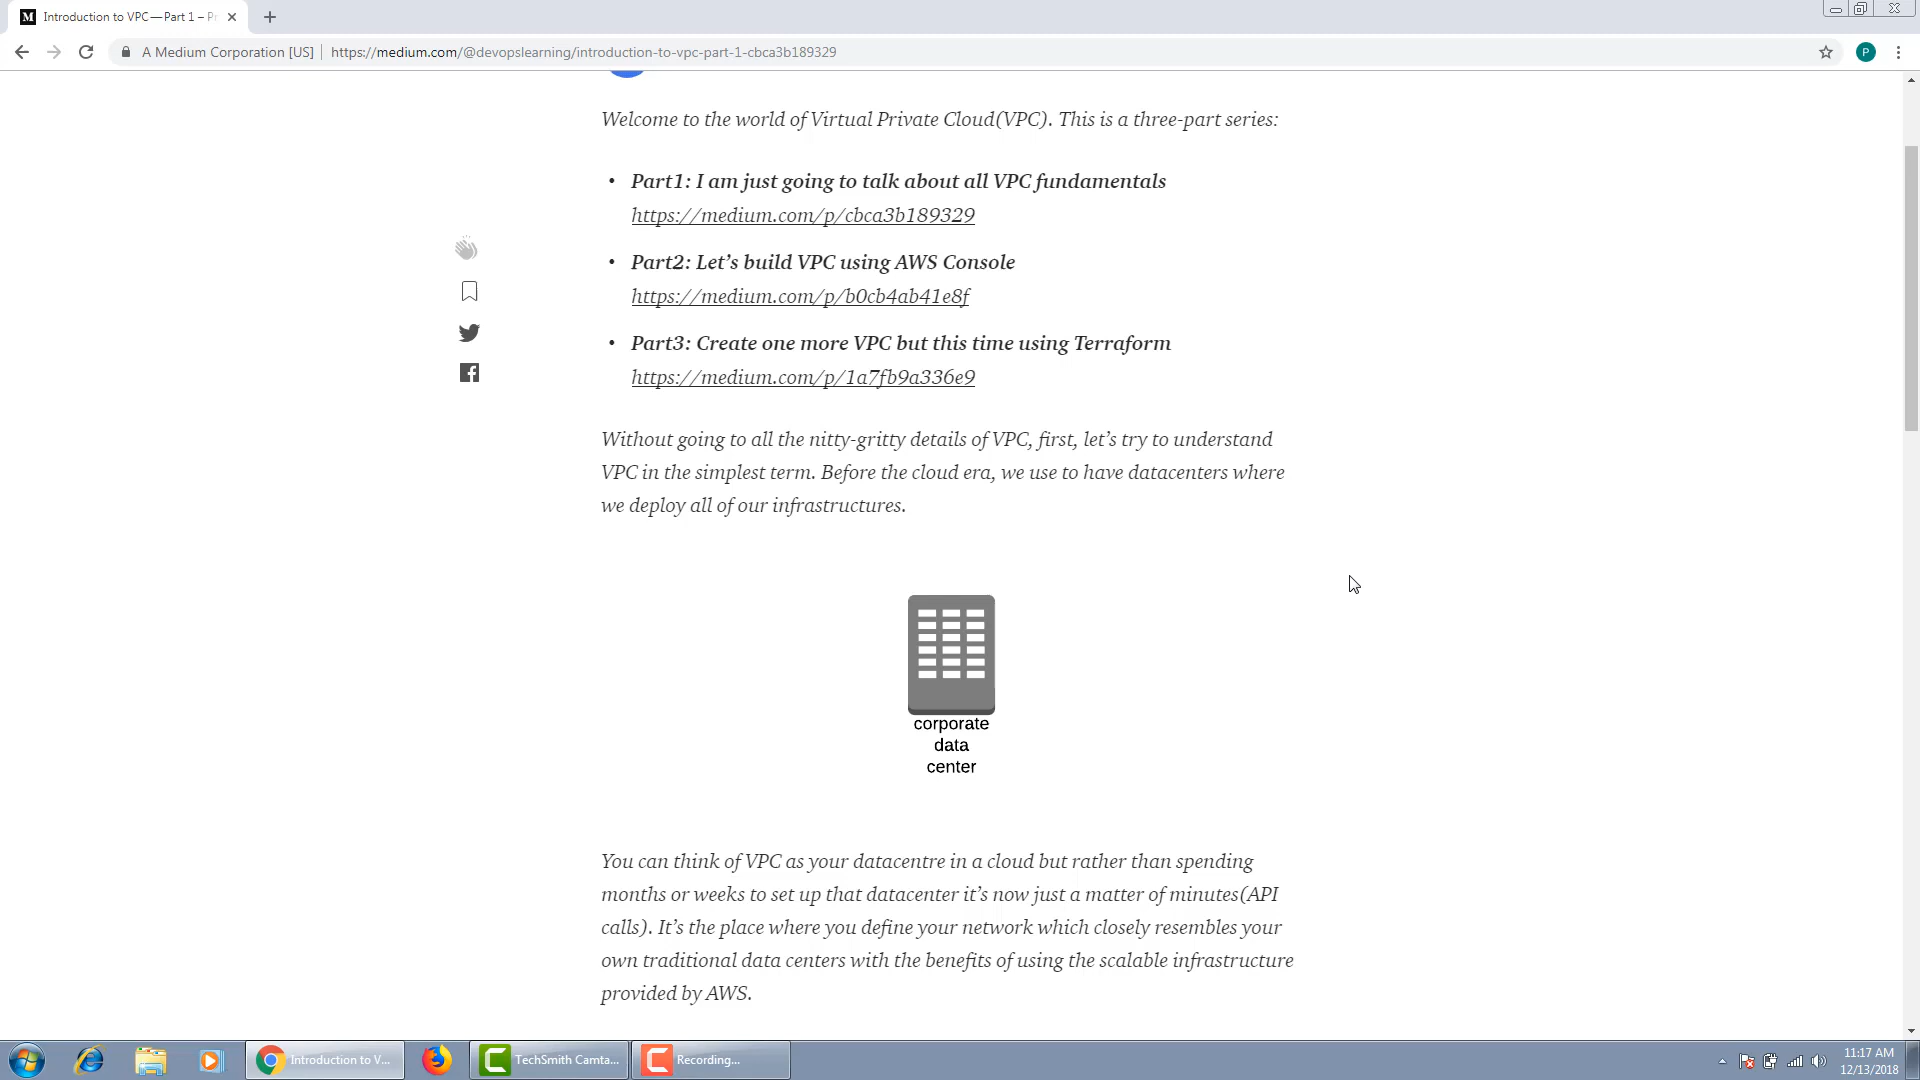 Introduction to VPC — Part 1 – Pr
A Medium Corporation [US] https://medium.com/@devopslearning/introduction-to-vpc-part-1-cbca3b189329
P
Welcome to the world of Virtual Private Cloud(VPC). This is a three-part series:
• Part1: I am just going to talk about all VPC fundamentals
https://medium.com/p/cbca3b189329
• Part2: Let’s build VPC using AWS Console
https://medium.com/p/b0cb4ab41e8f
• Part3: Create one more VPC but this time using Terraform
https://medium.com/p/1a7fb9a336e9
Without going to all the nitty-gritty details of VPC, first, let’s try to understand
VPC in the simplest term. Before the cloud era, we use to have datacenters where
we deploy all of our infrastructures.
corporate
data
center
You can think of VPC as your datacentre in a cloud but rather than spending
months or weeks to set up that datacenter it’s now just a matter of minutes(API
calls). It’s the place where you define your network which closely resembles your
own traditional data centers with the benefits of using the scalable infrastructure
provided by AWS.
Introduction to V...
TechSmith Camta...
Recording...
11:17 AM
12/13/2018